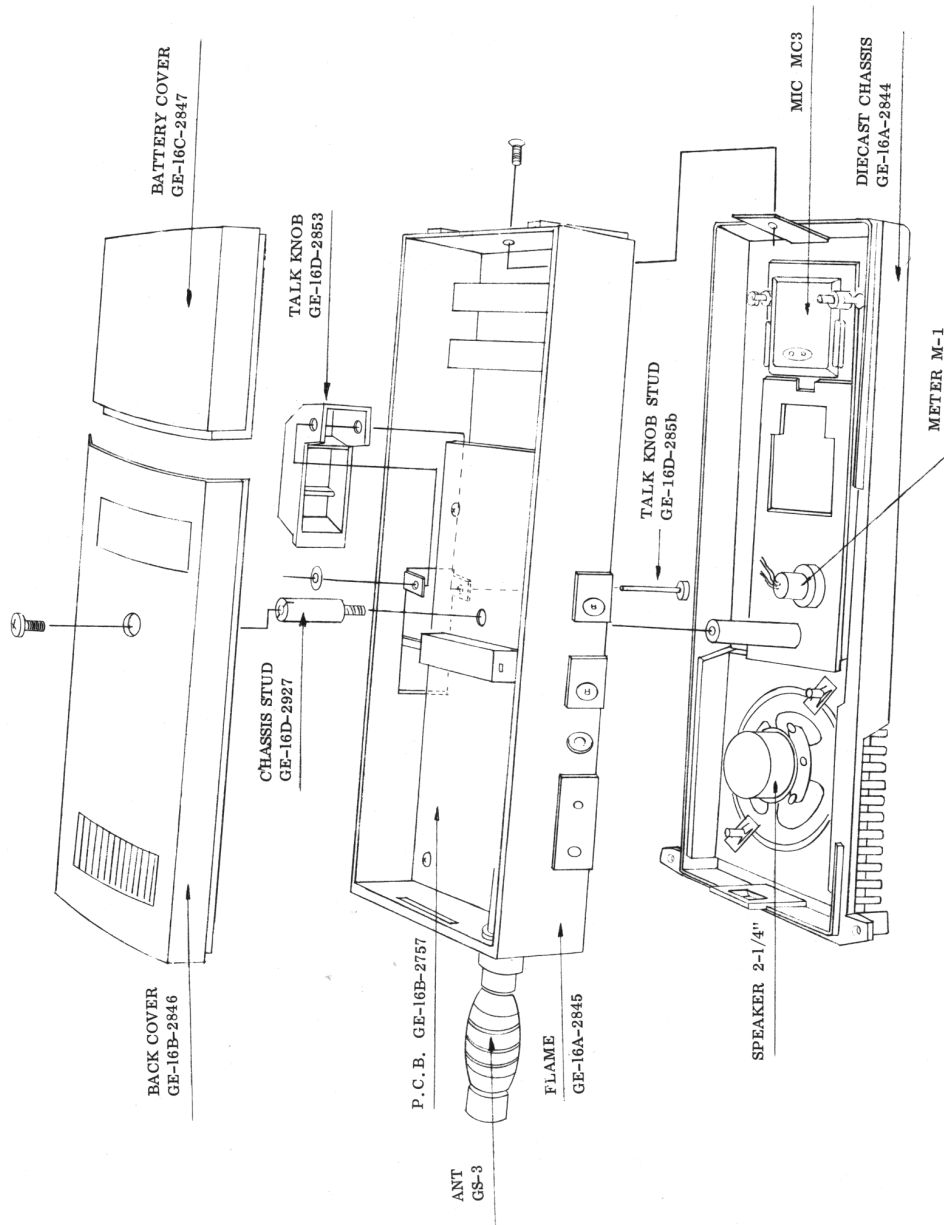 BATTERY COVER
GE-16C-2847
TALK KNOB
GE-16D-2853
CHASSIS STUD
GE-16D-2927
BACK COVER
GE-16B-2846
P.C.B. GE-16B-2757
TALK KNOB STUD
GE-16D-285b
FLAME
GE-16A-2845
ANT
GS-3
MIC MC3
DIECAST CHASSIS
GE-16A-2844
METER M-1
SPEAKER 2-1/4"